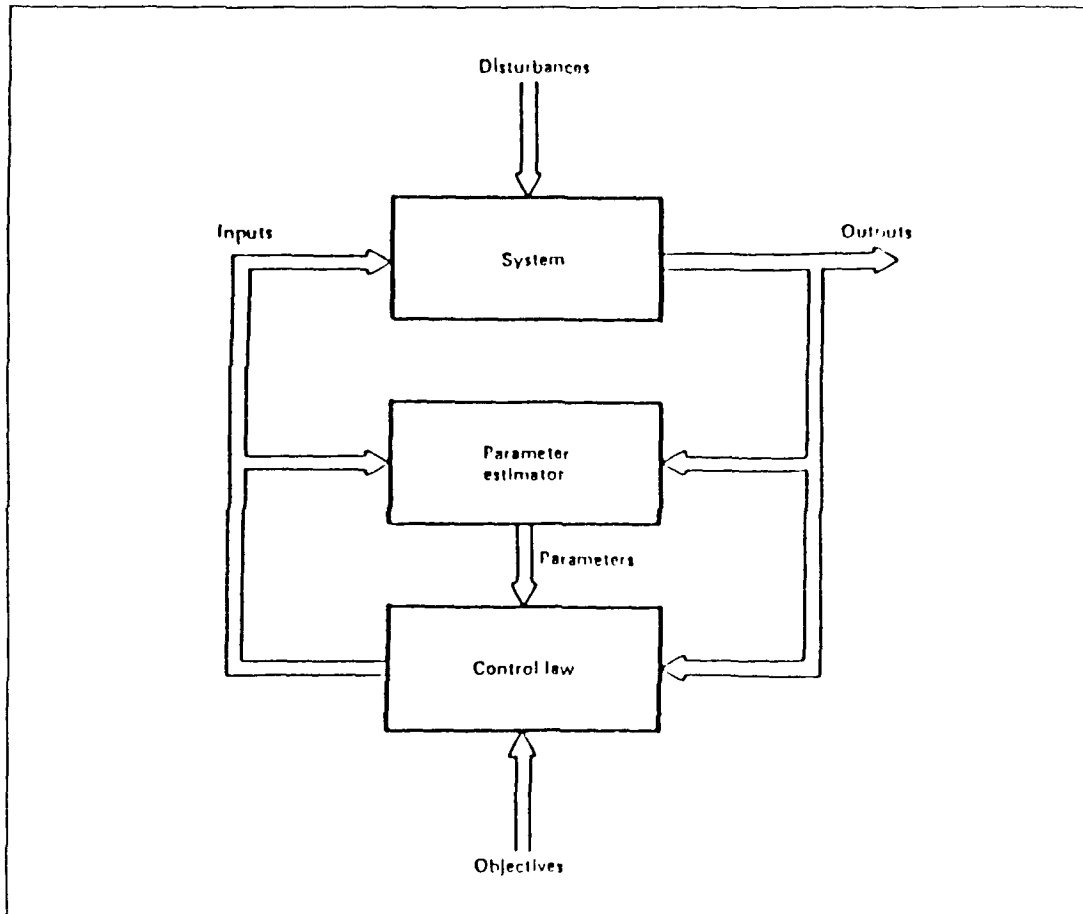 Disturbances
Inputs
Outputs
System
Parameter
estimator
Parameters
Control law
Objectives